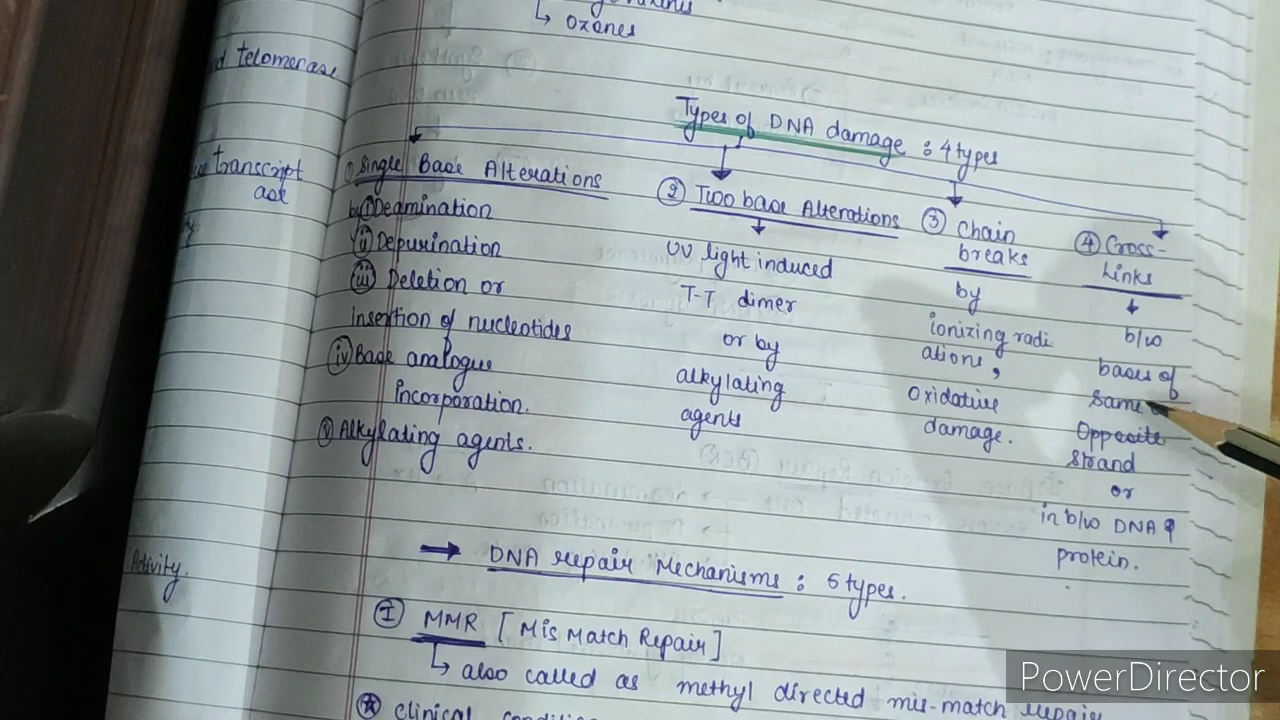 ↳ Oxanes
d telomerase
Types of DNA damage : 4 types
transcript
ase
① Single Base Alterations
ⓘ Deamination
ⓘⓘ Depurination
ⓘⓘⓘ Deletion or
insertion of nucleotides
ⓘⓥ Base analogue
Incorporation.
ⓥ Alkylating agents.
② Two base Alterations
UV light induced
T-T dimer
or by
alkylating
agents
③ Chain
breaks
by
ionizing radi
ations,
Oxidative
damage.
④ Cross-
Links
b/w
bases of
same
Opposite
strand
or
in b/w DNA &
protein.
Activity.
→ DNA repair Mechanisms : 5 types.
Ⓘ MMR [Mis Match Repair]
↳ also called as methyl directed mis-match repair
clinical
PowerDirector